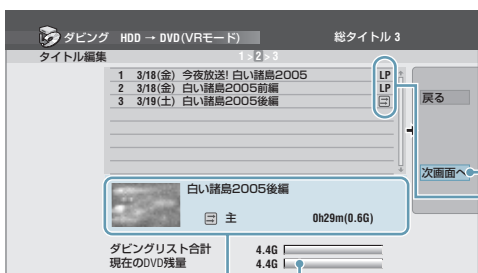 ダビング HDD → DVD(VRモード) 総タイトル 3
タイトル編集 1 > 2 > 3
1 3/18(金) 今夜放送! 白い諸島2005 LP
2 3/18(金) 白い諸島2005前編 LP
3 3/19(土) 白い諸島2005後編
戻る
次画面へ
白い諸島2005後編
主 0h29m(0.6G)
ダビングリスト合計 4.4G
現在のDVD残量 4.4G